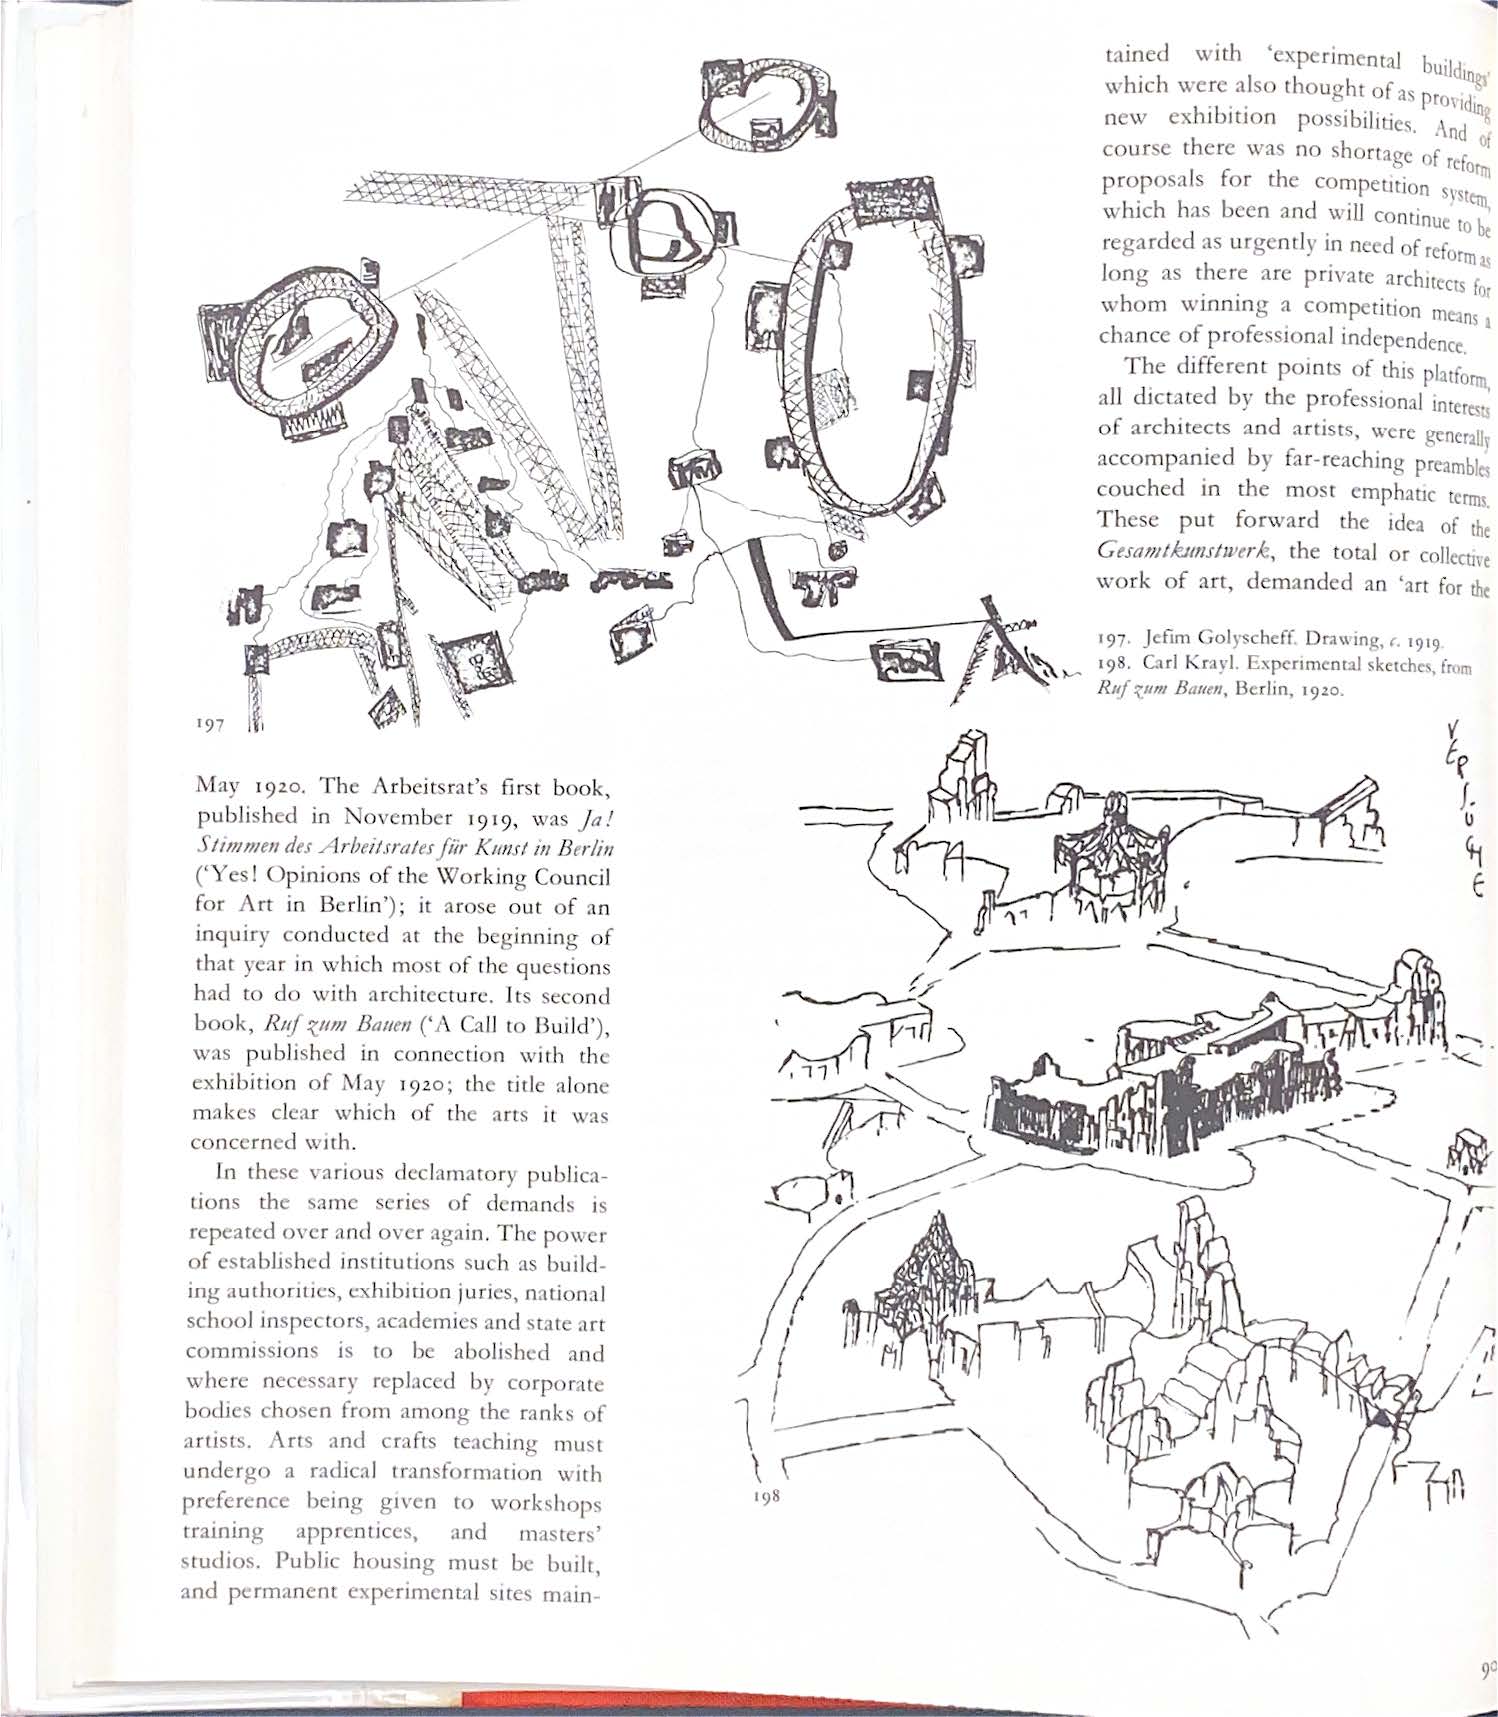 197
May 1920. The Arbeitsrat's first book,
published in November 1919, was Ja!
Stimmen des Arbeitsrates für Kunst in Berlin
('Yes! Opinions of the Working Council
for Art in Berlin'); it arose out of an
inquiry conducted at the beginning of
that year in which most of the questions
had to do with architecture. Its second
book, Ruf zum Bauen ('A Call to Build'),
was published in connection with the
exhibition of May 1920; the title alone
makes clear which of the arts it was
concerned with.
In these various declamatory publica-
tions the same series of demands is
repeated over and over again. The power
of established institutions such as build-
ing authorities, exhibition juries, national
school inspectors, academies and state art
commissions is to be abolished and
where necessary replaced by corporate
bodies chosen from among the ranks of
artists. Arts and crafts teaching must
undergo a radical transformation with
preference being given to workshops
training apprentices, and masters'
studios. Public housing must be built,
and permanent experimental sites main-
tained with 'experimental buildings'
which were also thought of as providing
new exhibition possibilities. And of
course there was no shortage of reform
proposals for the competition system,
which has been and will continue to be
regarded as urgently in need of reform as
long as there are private architects for
whom winning a competition means a
chance of professional independence.
The different points of this platform,
all dictated by the professional interests
of architects and artists, were generally
accompanied by far-reaching preambles
couched in the most emphatic terms.
These put forward the idea of the
Gesamtkunstwerk, the total or collective
work of art, demanded an 'art for the
197. Jefim Golyscheff. Drawing, c. 1919.
198. Carl Krayl. Experimental sketches, from
Ruf zum Bauen, Berlin, 1920.
VERSUCHE
198
90